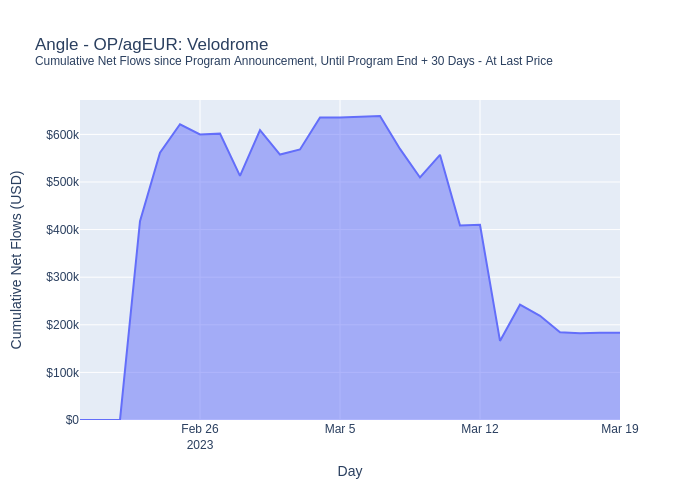 Angle - OP/agEUR: Velodrome
Cumulative Net Flows since Program Announcement, Until Program End + 30 Days - At Last Price
Cumulative Net Flows (USD)
$600k
$500k
$400k
$300k
$200k
$100k
$0
Feb 26
2023
Mar 5
Mar 12
Mar 19
Day